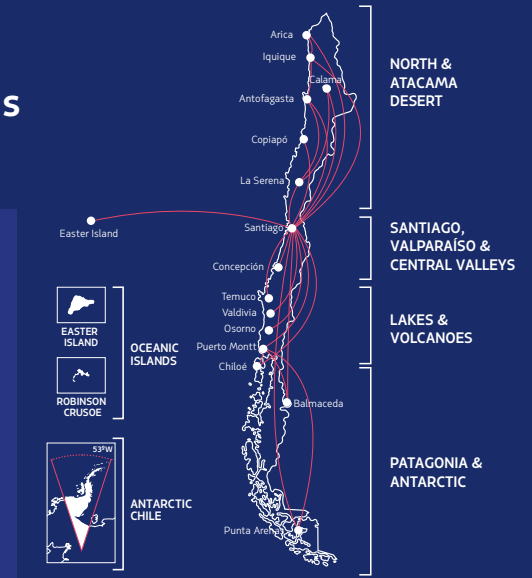 s
Arica
Iquique
Calama
Antofagasta
Copiapó
La Serena
Easter Island
Santiago
Concepción
Temuco
Valdivia
Osorno
Puerto Montt
Chiloé
Balmaceda
Punta Arenas
NORTH &
ATACAMA
DESERT
SANTIAGO,
VALPARAÍSO &
CENTRAL VALLEYS
LAKES &
VOLCANOES
PATAGONIA &
ANTARCTIC
EASTER
ISLAND
ROBINSON
CRUSOE
OCEANIC
ISLANDS
53°W
ANTARCTIC
CHILE